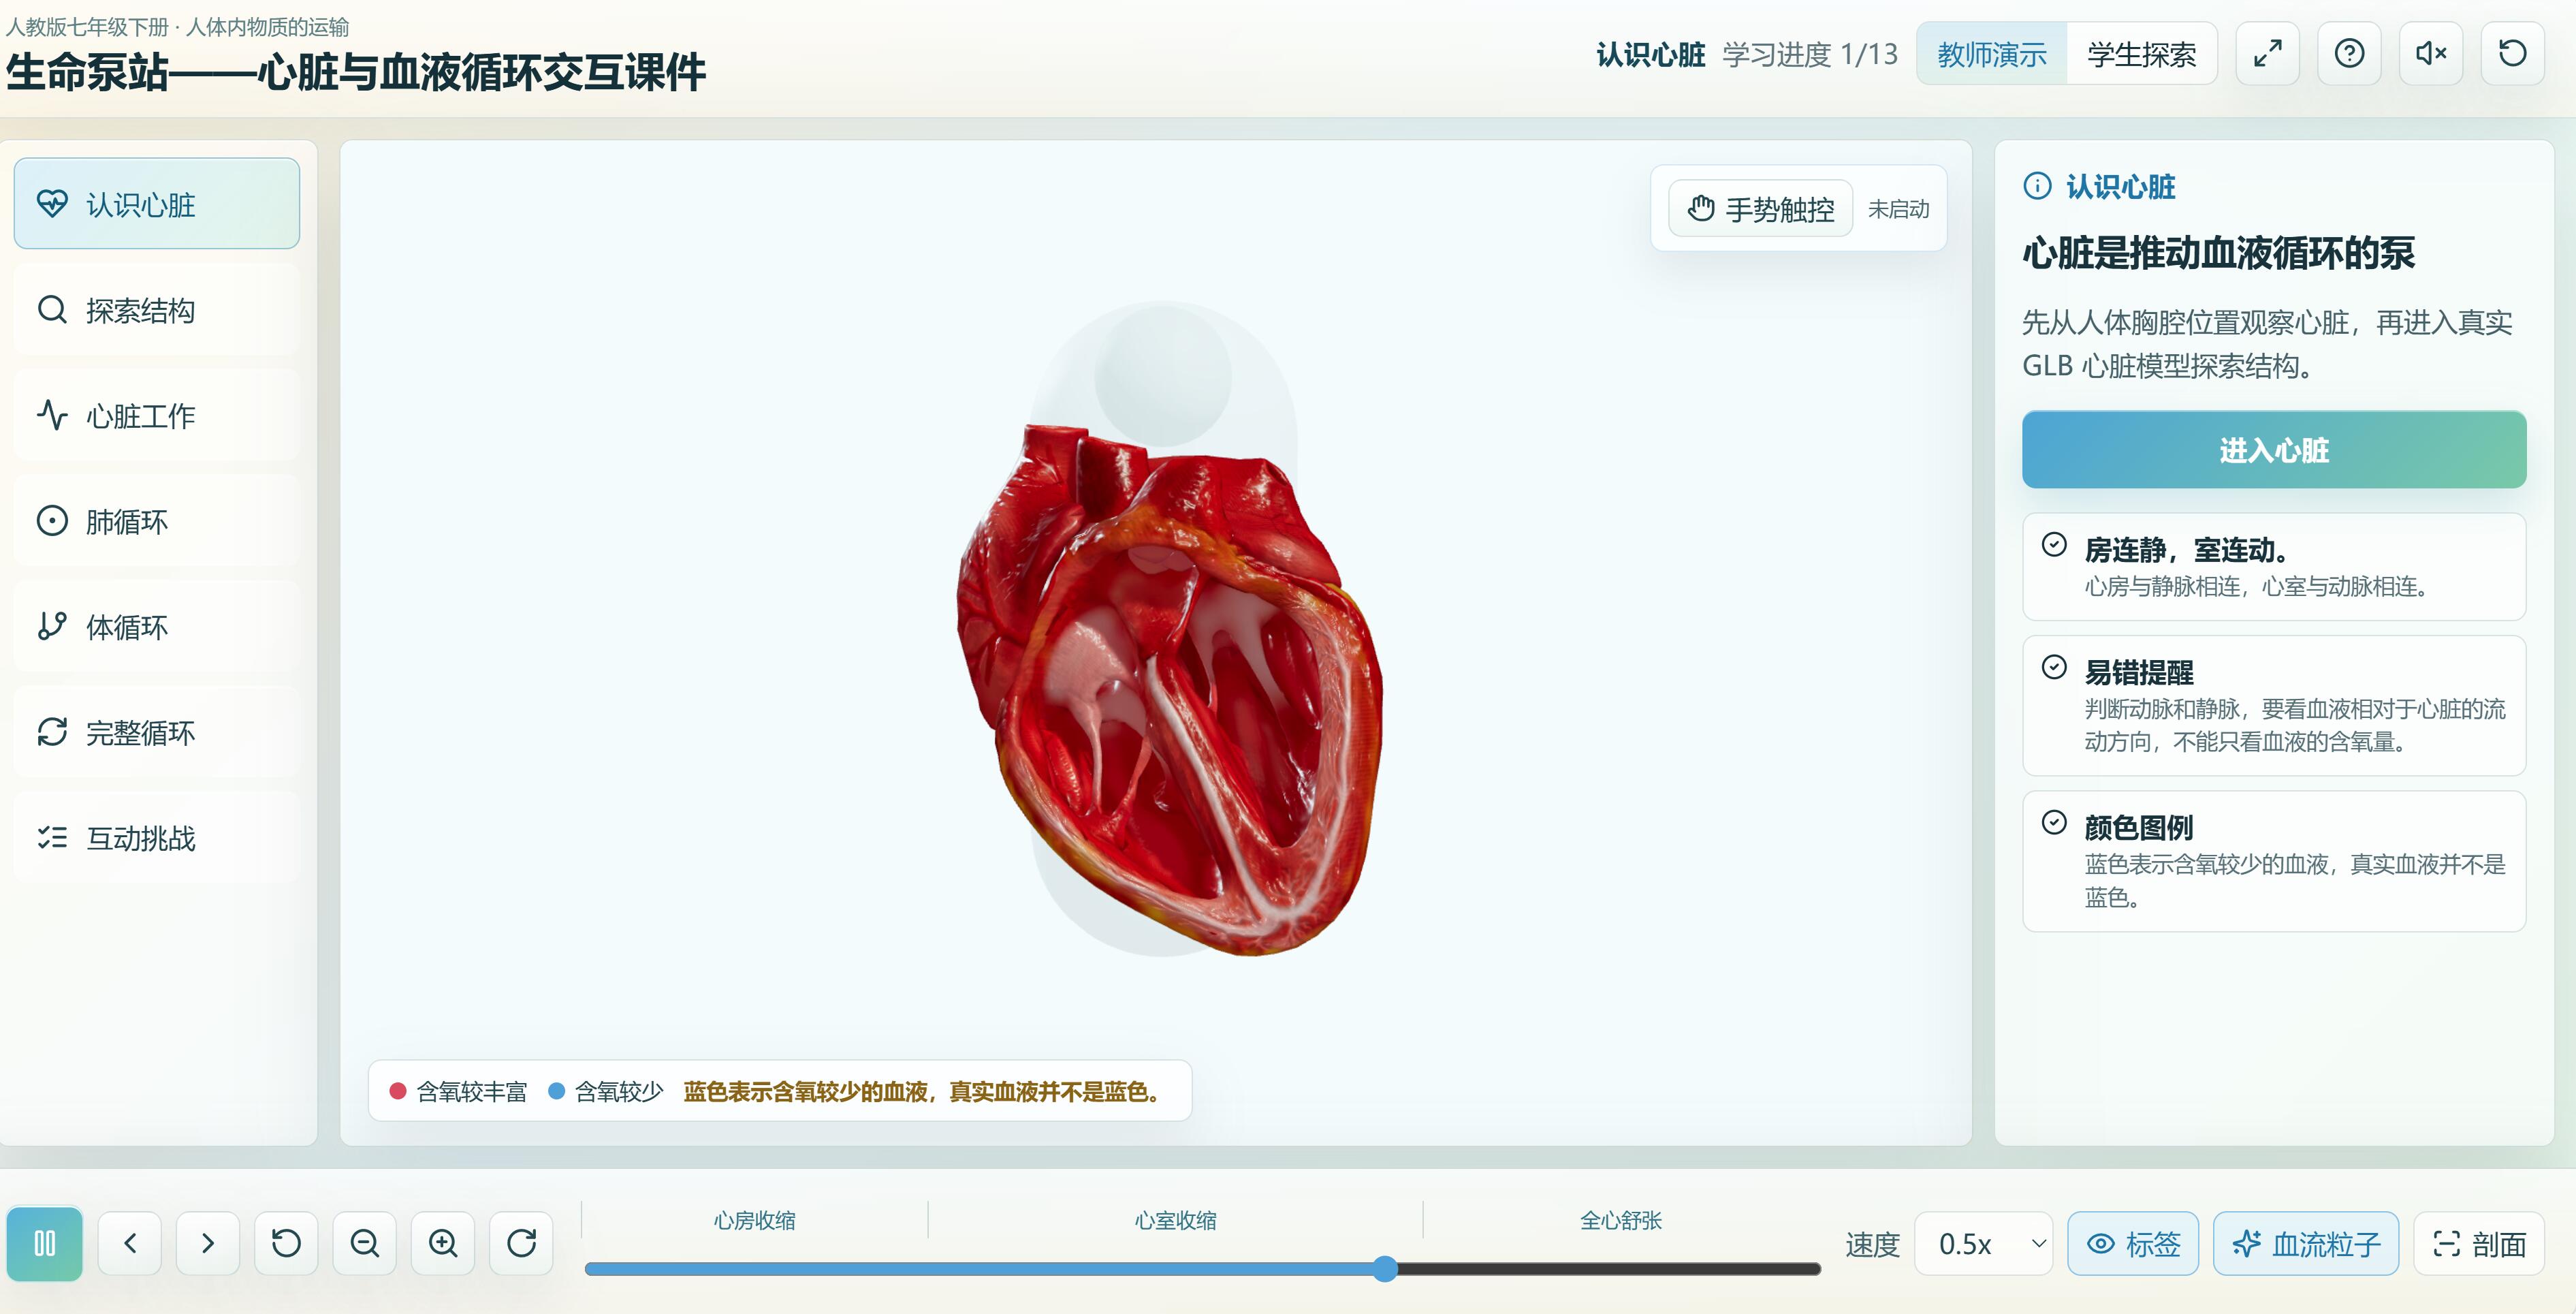 人教版七年级下册 · 人体内物质的运输
生命泵站——心脏与血液循环交互课件
认识心脏 学习进度 1/13 教师演示 学生探索
认识心脏
探索结构
心脏工作
肺循环
体循环
完整循环
互动挑战
手势触控 未启动
含氧较丰富 含氧较少 蓝色表示含氧较少的血液，真实血液并不是蓝色。
认识心脏
心脏是推动血液循环的泵
先从人体胸腔位置观察心脏，再进入真实
GLB 心脏模型探索结构。
进入心脏
房连静，室连动。
心房与静脉相连，心室与动脉相连。
易错提醒
判断动脉和静脉，要看血液相对于心脏的流
动方向，不能只看血液的含氧量。
颜色图例
蓝色表示含氧较少的血液，真实血液并不是
蓝色。
心房收缩 心室收缩 全心舒张
速度 0.5x 标签 血流粒子 剖面